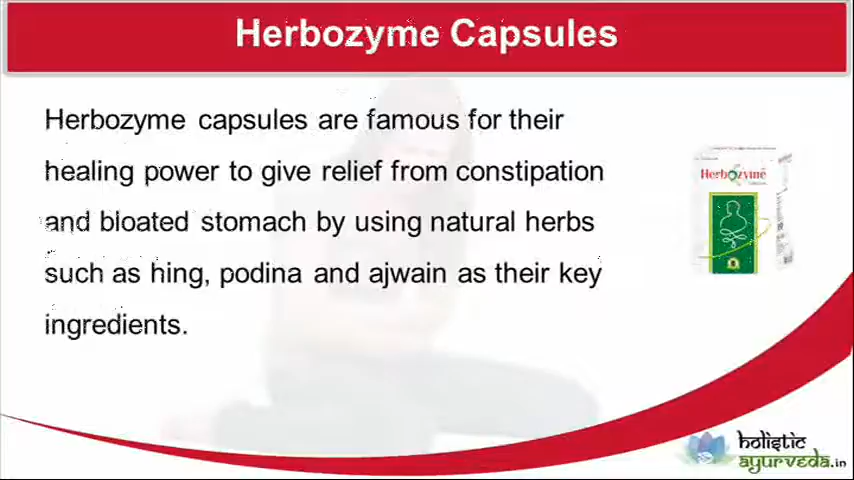 Herbozyme Capsules
Herbozyme capsules are famous for their
healing power to give relief from constipation
and bloated stomach by using natural herbs
such as hing, podina and ajwain as their key
ingredients.
Herbozyme
holistic
ayurveda.in